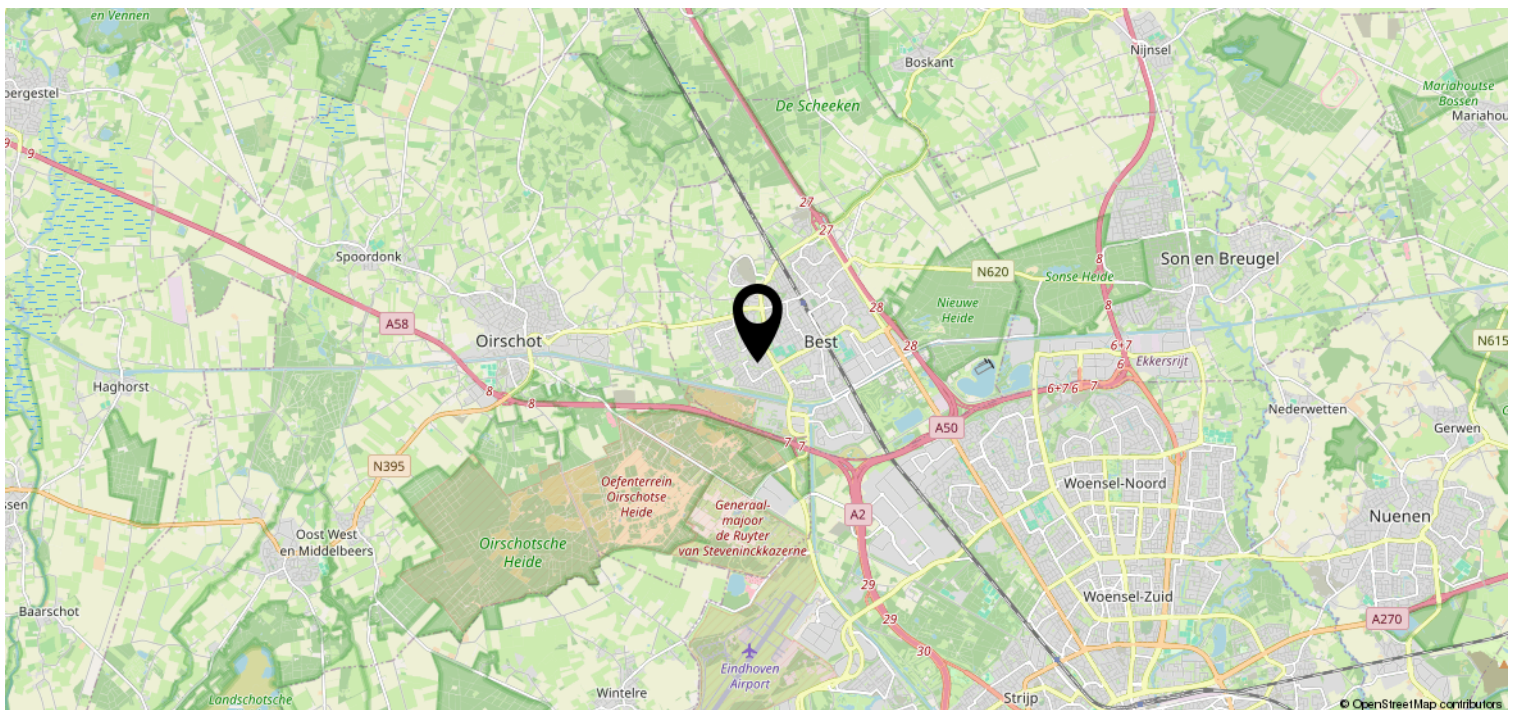 en Vennen
Nijnsel
Boskant
bergestel
De Scheeken
Mariahoutse
Bossen
Mariahou
9
9
27
27
Spoordonk
N620
Sonse Heide
Son en Breugel
8
8
Nieuwe
Heide
28
28
A58
Oirschot
Best
6+7
6
Ekkersrijt
N615
Haghorst
8
8
6+7
6
7
Nederwetten
Gerwen
A50
7
7
N395
Oefenterrein
Oirschotse
Heide
Woensel-Noord
ssen
Generaal-
majoor
de Ruyter
van Steveninckkazerne
A2
Nuenen
Oost West
en Middelbeers
Oirschotsche
Heide
29
29
Woensel-Zuid
Baarschot
A270
30
Eindhoven
Airport
Landschotsche
Wintelre
Strijp
© OpenStreetMap contributors